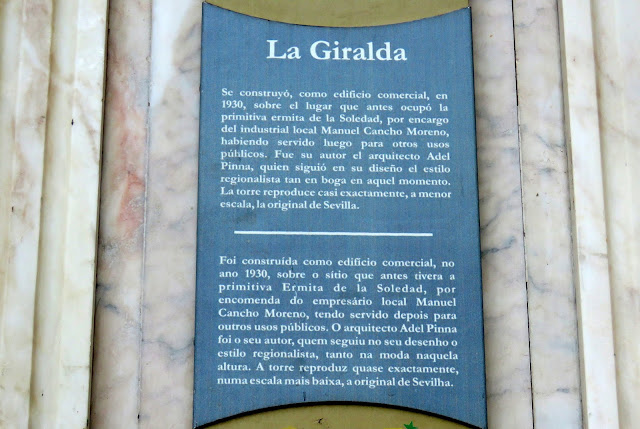 La Giralda
Se construyó, como edificio comercial, en
1930, sobre el lugar que antes ocupó la
primitiva ermita de la Soledad, por encargo
del industrial local Manuel Cancho Moreno,
habiendo servido luego para otros usos
públicos. Fue su autor el arquitecto Adel
Pinna, quien siguió en su diseño el estilo
regionalista tan en boga en aquel momento.
La torre reproduce casi exactamente, a menor
escala, la original de Sevilla.
Foi construída como edificio comercial, no
ano 1930, sobre o sítio que antes tivera a
primitiva Ermita de la Soledad, por
encomenda do empresário local Manuel
Cancho Moreno, tendo servido depois para
outros usos públicos. O arquitecto Adel Pinna
foi o seu autor, quem seguiu no seu desenho o
estilo regionalista, tanto na moda naquela
altura. A torre reproduz quase exactamente,
numa escala mais baixa, a original de Sevilha.